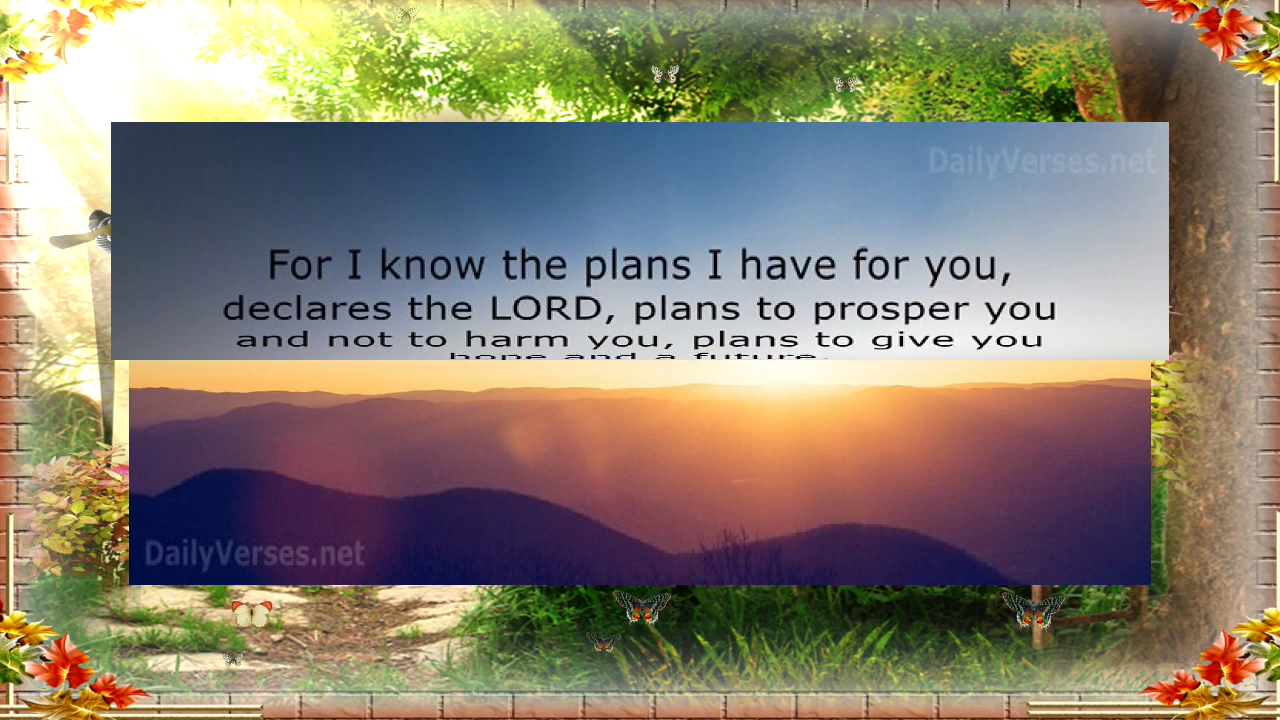 DailyVerses.net
For I know the plans I have for you,
declares the LORD, plans to prosper you
and not to harm you, plans to give you
hope and a future.
DailyVerses.net